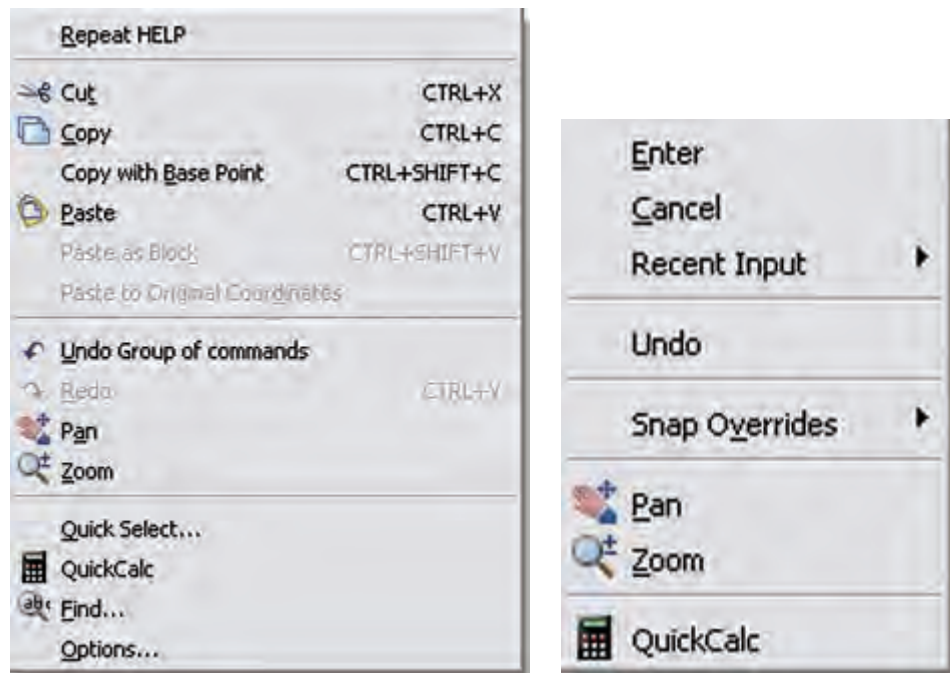 Repeat HELP
Cut CTRL+X
Copy CTRL+C
Copy with Base Point CTRL+SHIFT+C
Paste CTRL+V
Paste as Block CTRL+SHIFT+V
Paste to Original Coordinates
Undo Group of commands
Redo CTRL+Y
Pan
Zoom
Quick Select...
QuickCalc
Find...
Options...
Enter
Cancel
Recent Input
Undo
Snap Overrides
Pan
Zoom
QuickCalc